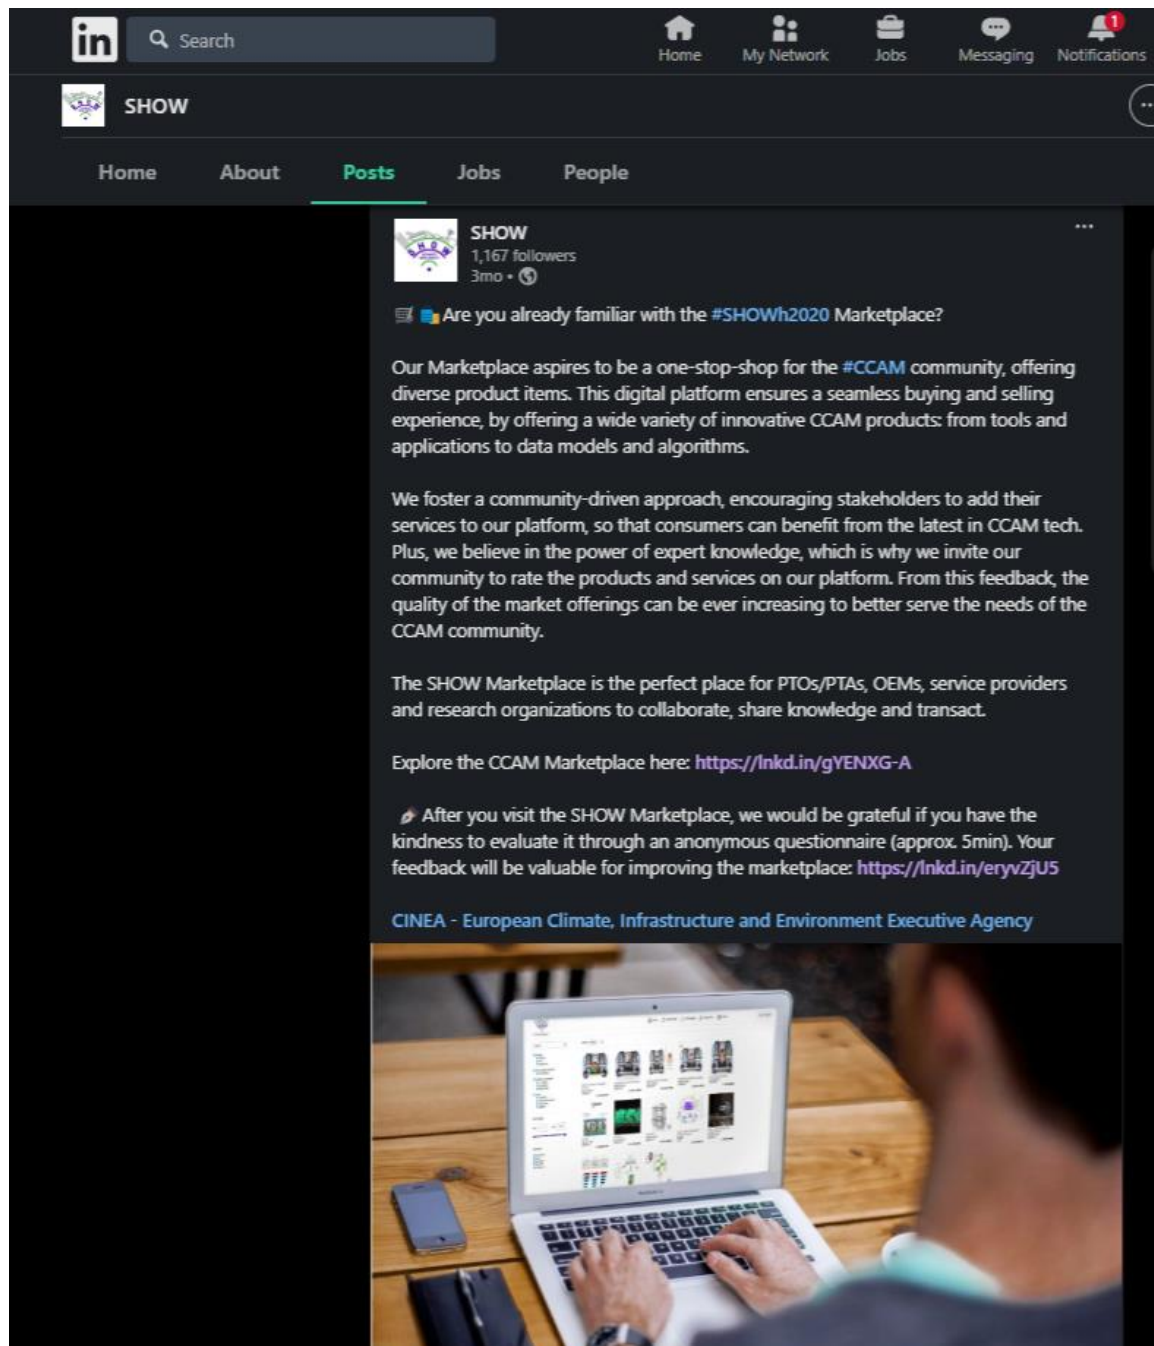 in
Search
Home
My Network
Jobs
Messaging
1
Notifications
SHOW
Home
About
Posts
Jobs
People
SHOW
SHOW
1,167 followers
3mo •
Are you already familiar with the #SHOWh2020 Marketplace?
Our Marketplace aspires to be a one-stop-shop for the #CCAM community, offering
diverse product items. This digital platform ensures a seamless buying and selling
experience, by offering a wide variety of innovative CCAM products: from tools and
applications to data models and algorithms.
We foster a community-driven approach, encouraging stakeholders to add their
services to our platform, so that consumers can benefit from the latest in CCAM tech.
Plus, we believe in the power of expert knowledge, which is why we invite our
community to rate the products and services on our platform. From this feedback, the
quality of the market offerings can be ever increasing to better serve the needs of the
CCAM community.
The SHOW Marketplace is the perfect place for PTOs/PTAs, OEMs, service providers
and research organizations to collaborate, share knowledge and transact.
Explore the CCAM Marketplace here: https://lnkd.in/gYENXG-A
After you visit the SHOW Marketplace, we would be grateful if you have the
kindness to evaluate it through an anonymous questionnaire (approx. 5min). Your
feedback will be valuable for improving the marketplace: https://lnkd.in/eryvZjU5
CINEA - European Climate, Infrastructure and Environment Executive Agency